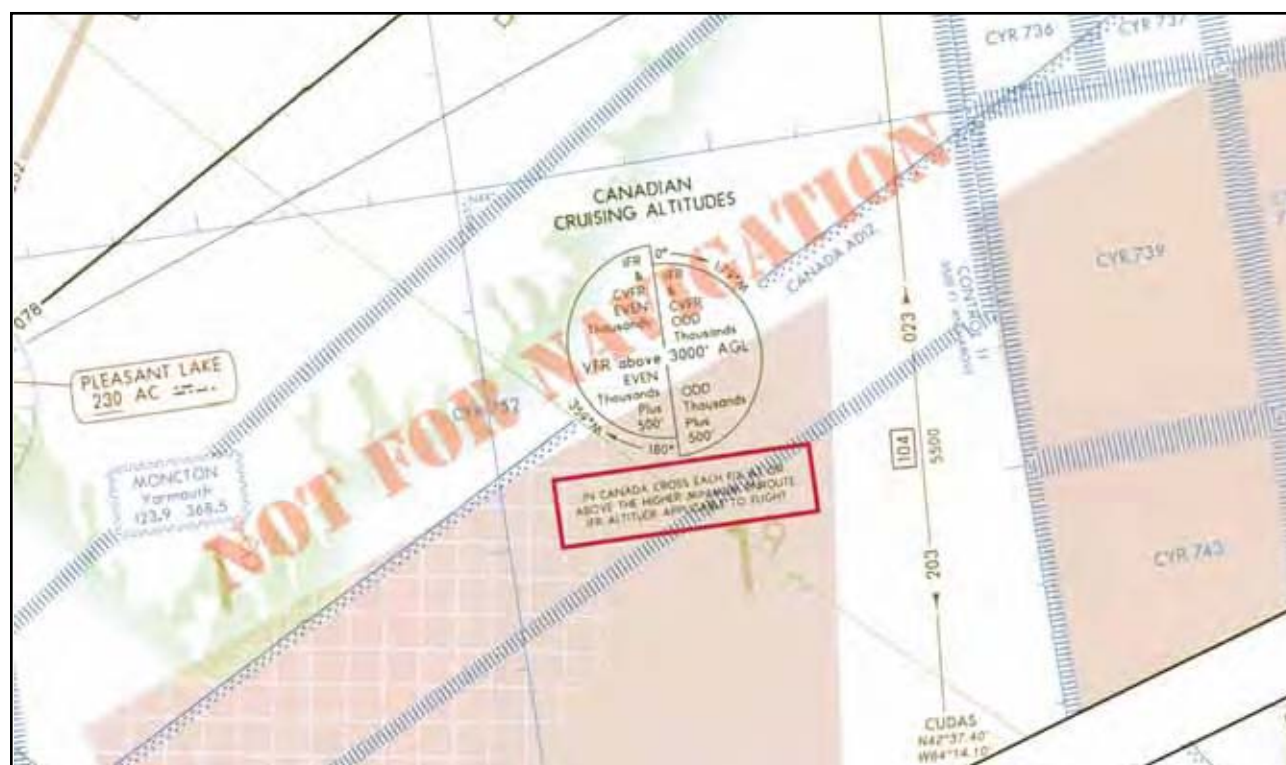 CYR 736
CYR 737
CANADIAN
CRUISING ALTITUDES
NOT FOR NAVIGATION
0°
IFR
&
CVFR
EVEN
Thousands
IFR
&
CVFR
ODD
Thousands
VFR above 3000' AGL
EVEN
Thousands
Plus
500'
ODD
Thousands
Plus
500'
180°
CANADA ADIZ
CYR 739
023
078
PLEASANT LAKE
230 AC
MONCTON
Yarmouth
123.9 368.5
IN CANADA CROSS EACH FIX AT OR
ABOVE THE HIGHER MINIMUM ENROUTE
IFR ALTITUDE APPLICABLE TO FLIGHT
104
5500
203
CYR 743
CUDAS
N42°37.40'
W64°14.10'